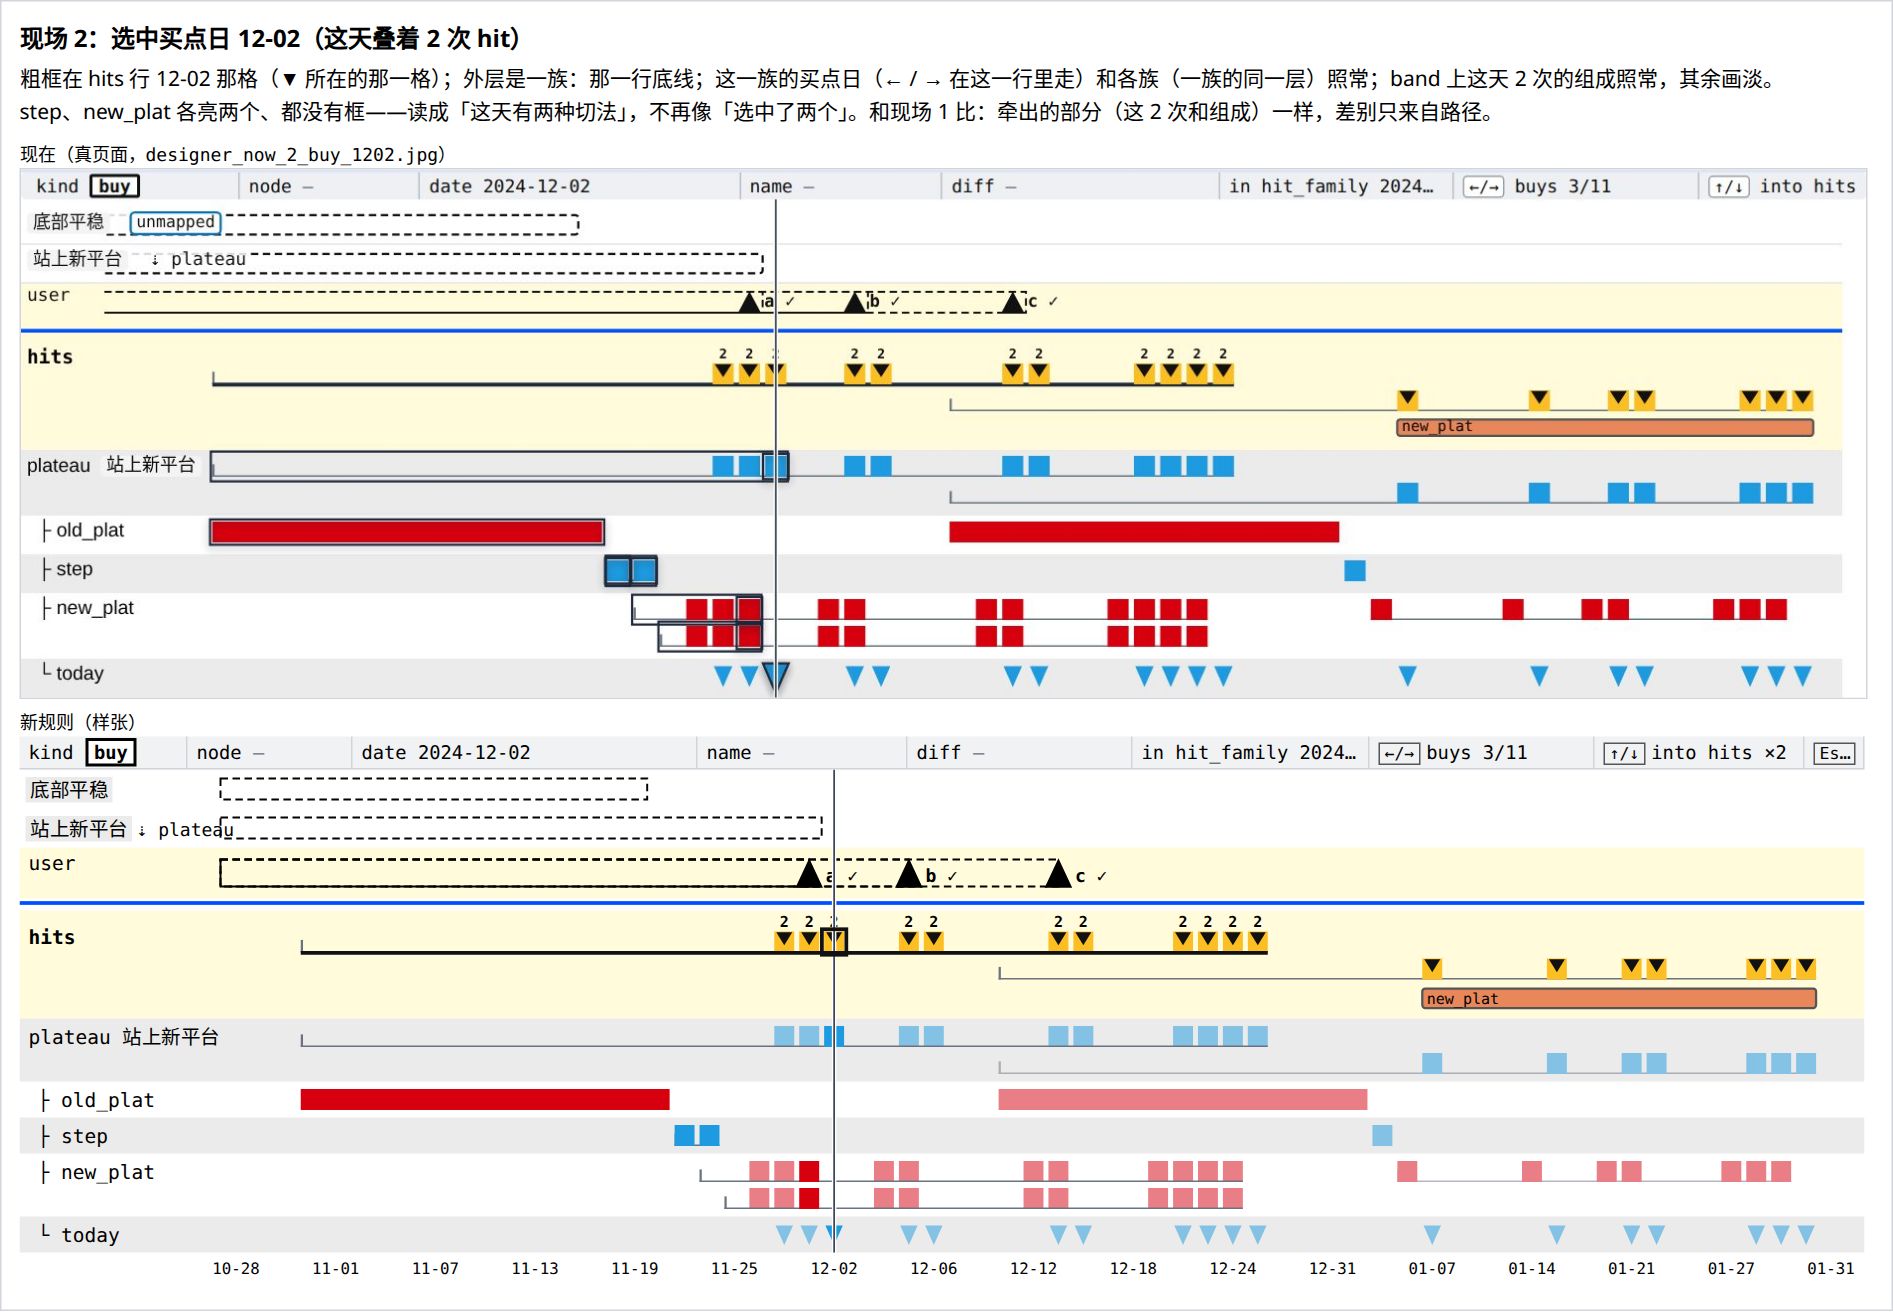 现场 2：选中买点日 12-02（这天叠着 2 次 hit）
粗框在 hits 行 12-02 那格（▼ 所在的那一格）；外层是一族：那一行底线；这一族的买点日（← / → 在这一行里走）和各族（一族的同一层）照常；band 上这天 2 次的组成照常，其余画淡。
step、new_plat 各亮两个、都没有框——读成「这天有两种切法」，不再像「选中了两个」。和现场 1 比：牵出的部分（这 2 次和组成）一样，差别只来自路径。
现在（真页面，designer_now_2_buy_1202.jpg）
kind buy node — date 2024-12-02 name — diff — in hit_family 2024… ←/→ buys 3/11 ↑/↓ into hits
底部平稳 unmapped
站上新平台 ⇣ plateau
user a ✓ b ✓ c ✓
hits 2 2 2 2 2 2 2 2 2 2
new_plat
plateau 站上新平台
├ old_plat
├ step
├ new_plat
└ today
新规则（样张）
kind buy node — date 2024-12-02 name — diff — in hit_family 2024… ←/→ buys 3/11 ↑/↓ into hits ×2 Es…
底部平稳
站上新平台 ⇣ plateau
user a ✓ b ✓ c ✓
hits 2 2 2 2 2 2 2 2 2 2
new_plat
plateau 站上新平台
├ old_plat
├ step
├ new_plat
└ today
10-28 11-01 11-07 11-13 11-19 11-25 12-02 12-06 12-12 12-18 12-24 12-31 01-07 01-14 01-21 01-27 01-31